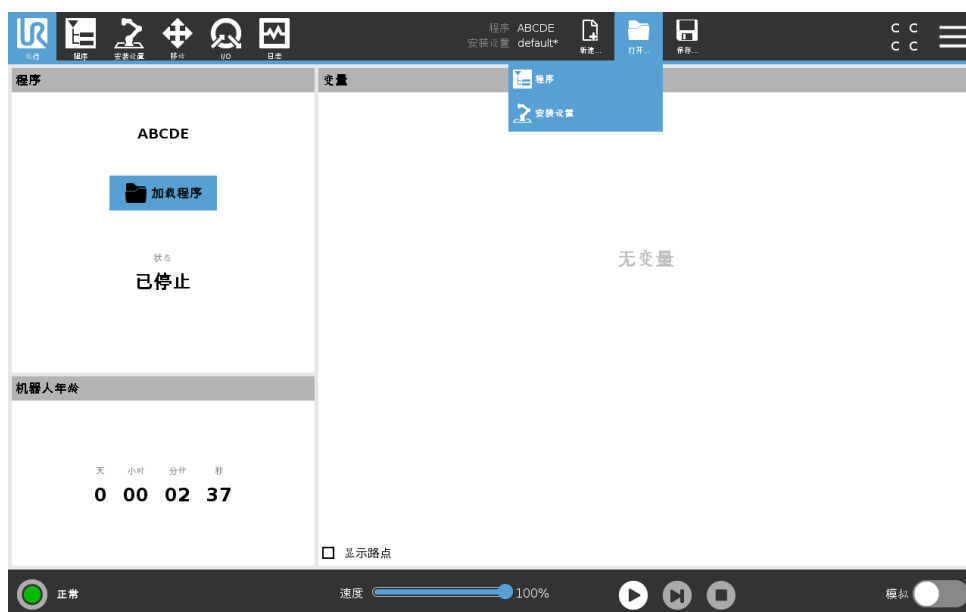 UR
运行
程序
安装设置
移动
I/O
日志
程序 ABCDE
安装设置 default*
新建...
打开...
保存...
C C
C C
程序
安装设置
程序
变量
ABCDE
加载程序
状态
已停止
无变量
机器人年龄
天 小时 分钟 秒
0 00 02 37
显示路点
正常
速度
100%
模拟